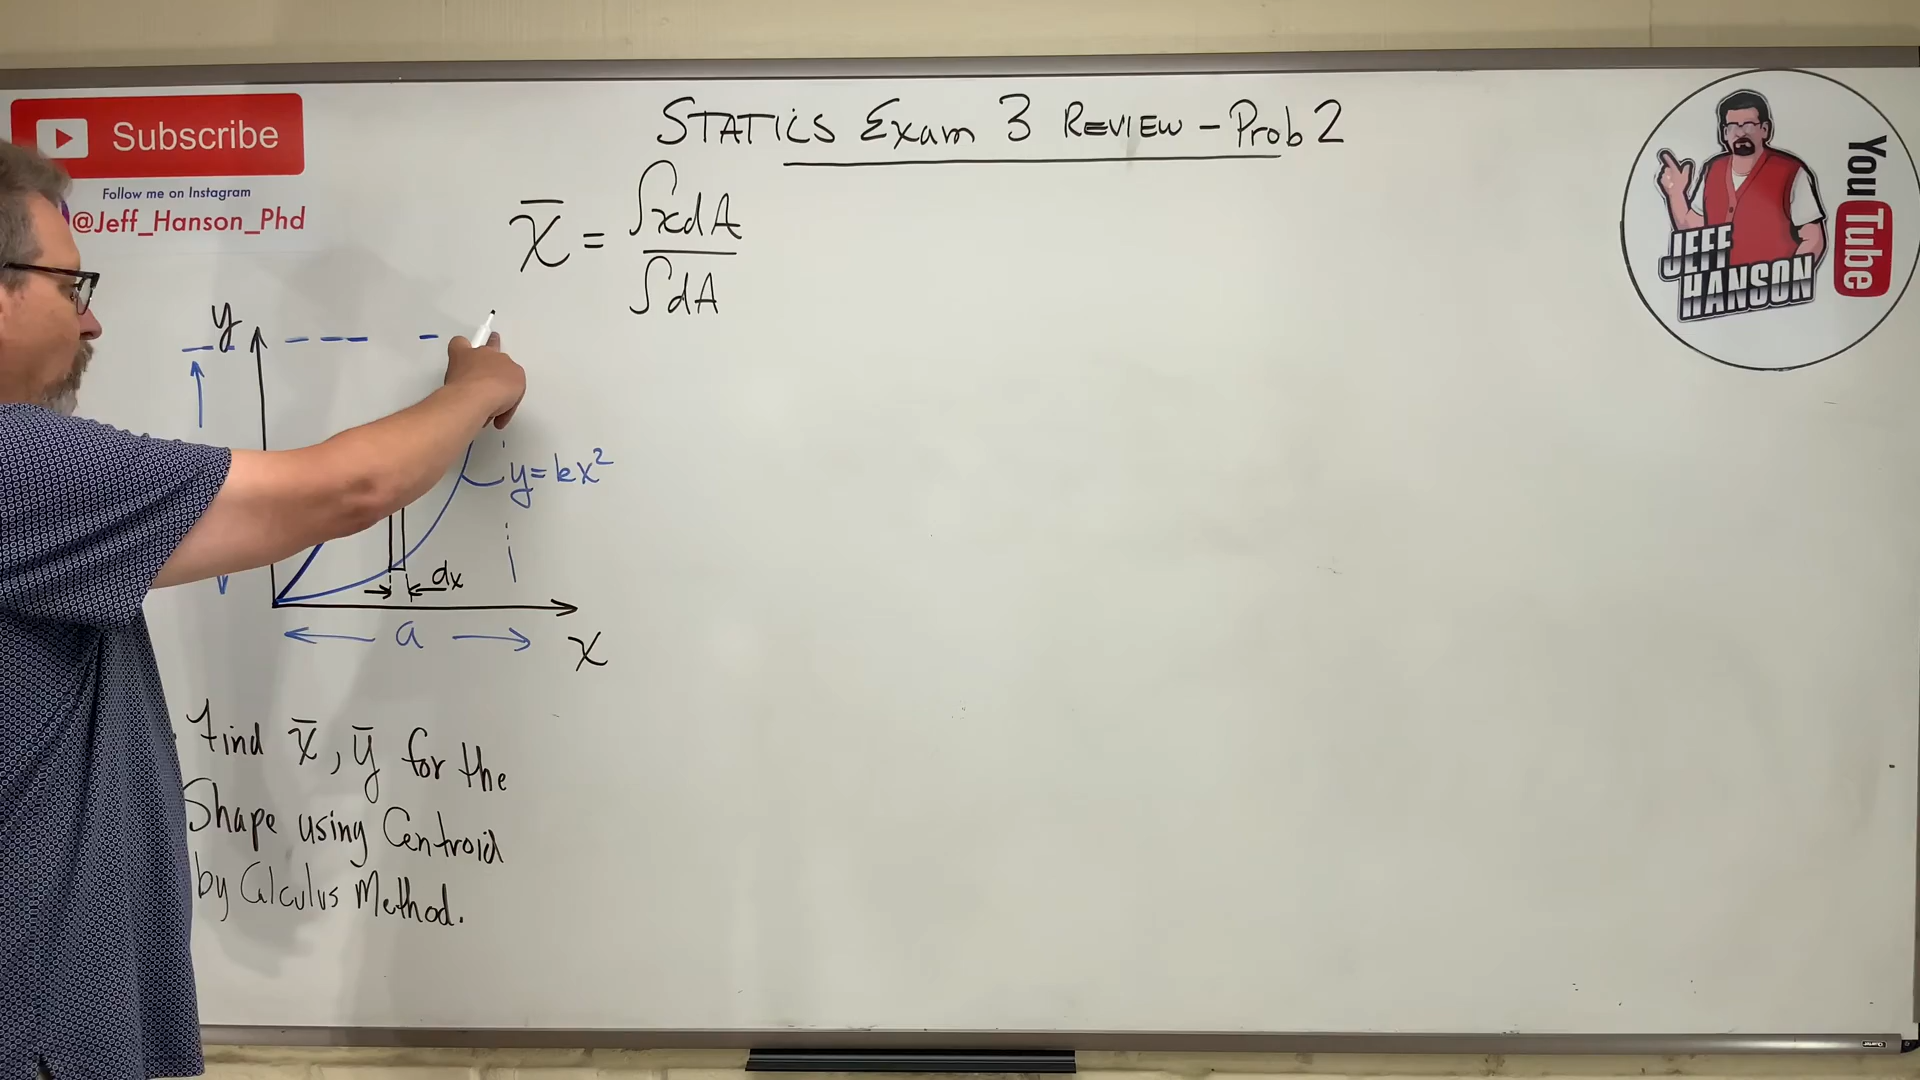 STATICS Exam 3 REVIEW - Prob 2
Subscribe
Follow me on Instagram
@Jeff_Hanson_Phd
x̄ = ∫xdA
∫dA
y
y=kx²
dx
a
x
Find x̄, ȳ for the
Shape using Centroid
by Calculus Method.
JEFF
HANSON
YouTube